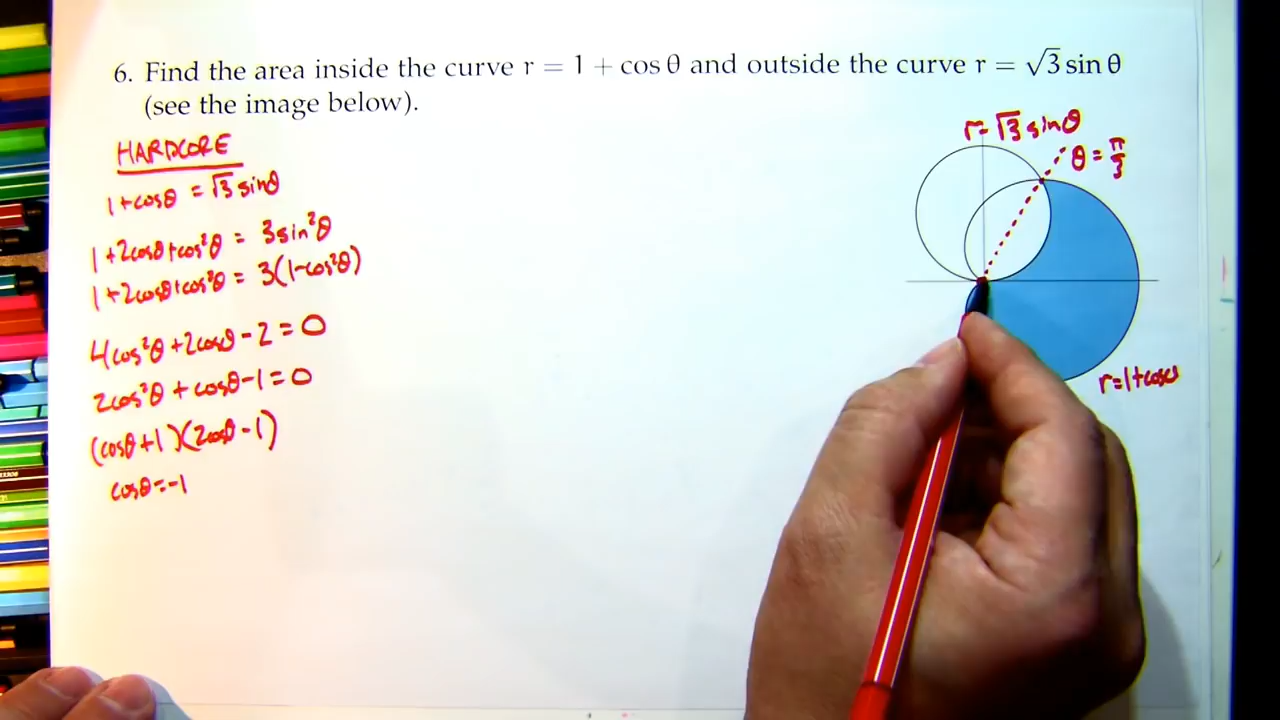 6. Find the area inside the curve r = 1 + cos θ and outside the curve r = √3 sin θ
(see the image below).
HARDCORE
1+cosθ = √3 sinθ
1+2cosθ+cos²θ = 3sin²θ
1+2cosθ+cos²θ = 3(1-cos²θ)
4cos²θ+2cosθ-2=0
2cos²θ+cosθ-1=0
(cosθ+1)(2cosθ-1)
cosθ=-1
r=√3 sinθ
θ=π/3
r=1+cosθ